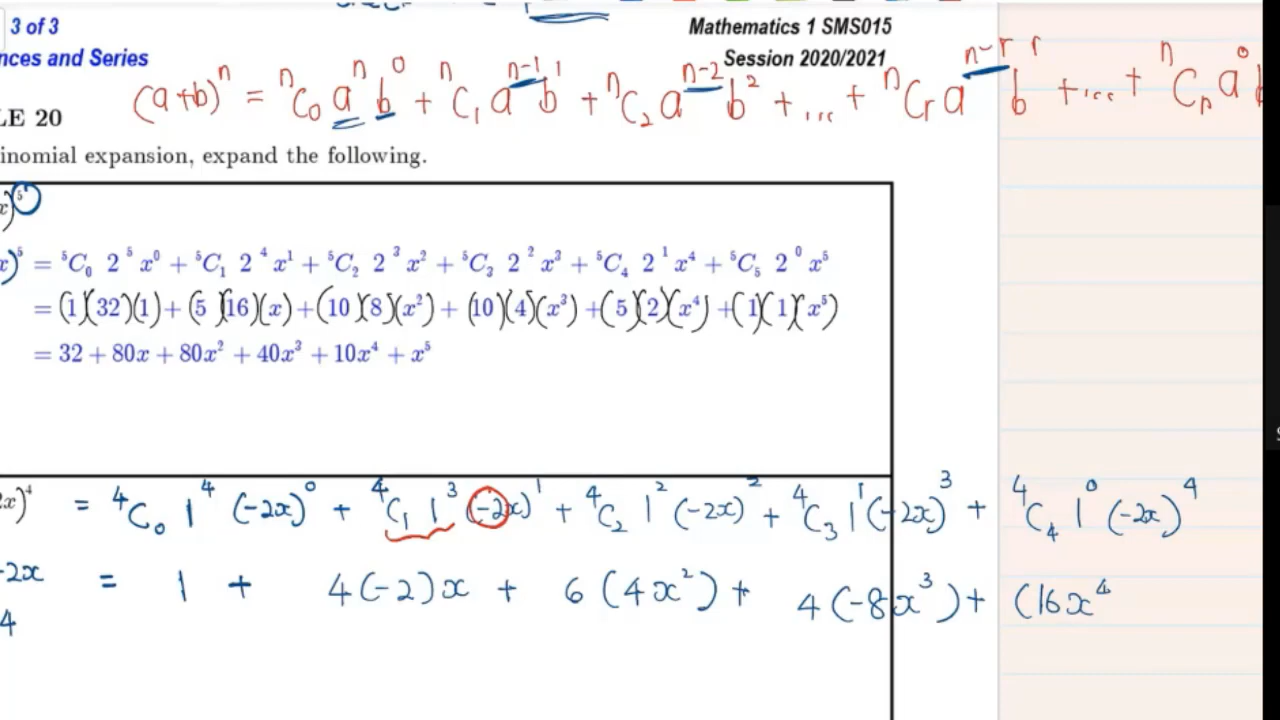 3 of 3
Mathematics 1 SMS015
nces and Series
Session 2020/2021
(a+b)ⁿ = ⁿC₀ aⁿ b⁰ + ⁿC₁ aⁿ⁻¹ b¹ + ⁿC₂ aⁿ⁻² b² + ... + ⁿCᵣ aⁿ⁻ʳ bʳ + ... + ⁿCₙ a⁰ b
LE 20
inomial expansion, expand the following.
x)⁵
x)⁵ = ⁵C₀ 2⁵ x⁰ + ⁵C₁ 2⁴ x¹ + ⁵C₂ 2³ x² + ⁵C₃ 2² x³ + ⁵C₄ 2¹ x⁴ + ⁵C₅ 2⁰ x⁵
= (1)(32)(1) + (5)(16)(x) + (10)(8)(x²) + (10)(4)(x³) + (5)(2)(x⁴) + (1)(1)(x⁵)
= 32 + 80x + 80x² + 40x³ + 10x⁴ + x⁵
2x)⁴ = ⁴C₀ 1⁴ (-2x)⁰ + ⁴C₁ 1³ (-2x)¹ + ⁴C₂ 1² (-2x)² + ⁴C₃ 1¹ (-2x)³ + ⁴C₄ 1⁰ (-2x)⁴
-2x = 1 + 4(-2)x + 6(4x²) + 4(-8x³) + (16x⁴
4